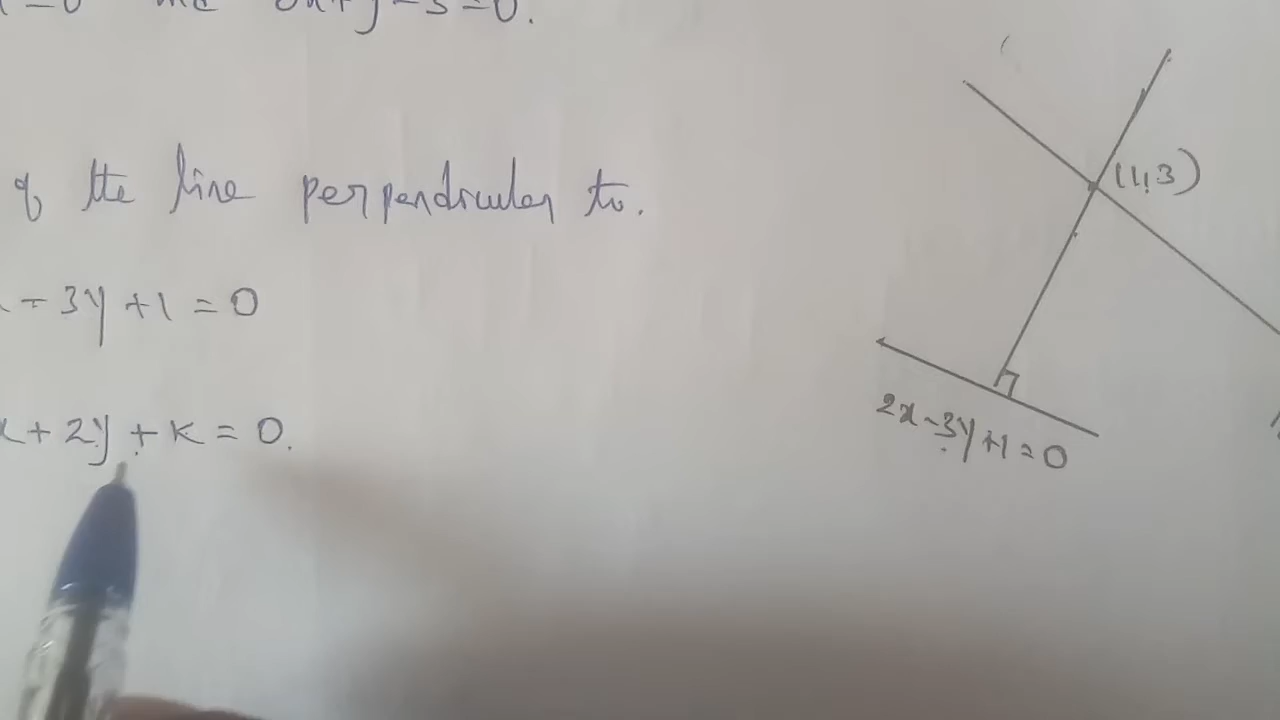 of the line perpendicular to.
- 3y + 1 = 0
x + 2y + k = 0.
(1,3)
2x - 3y + 1 = 0